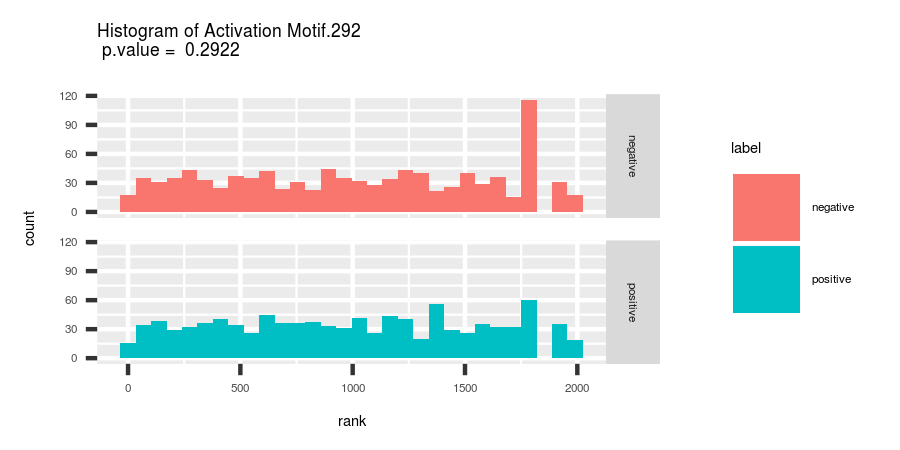 Histogram of Activation Motif.292
p.value = 0.2922
count
120
90
60
30
0
negative
120
90
60
30
0
positive
0 500 1000 1500 2000
rank
label
negative
positive